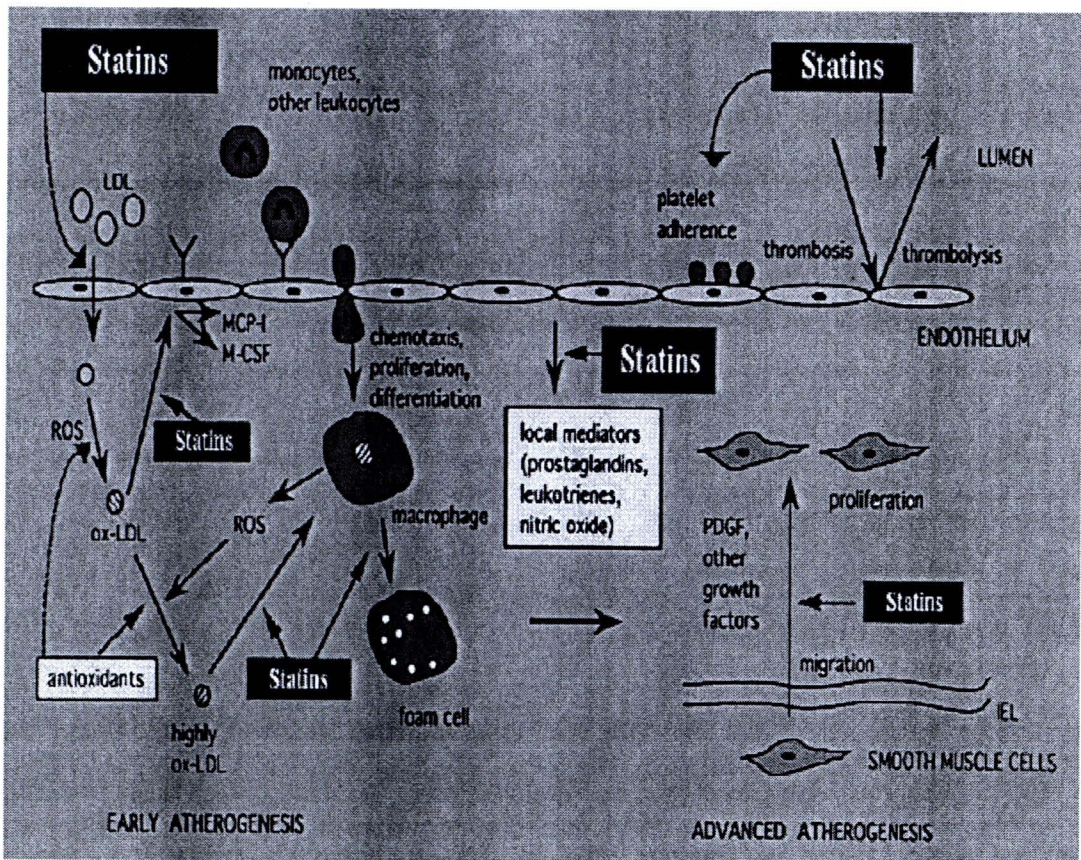 Statins
monocytes,
other leukocytes
LDL
MCP-I
M-CSF
chemotaxis,
proliferation,
differentiation
ROS
Statins
ox-LDL
ROS
macrophage
antioxidants
Statins
highly
ox-LDL
foam cell
EARLY ATHEROGENESIS
Statins
LUMEN
platelet
adherence
thrombosis
thrombolysis
ENDOTHELIUM
Statins
local mediators
(prostaglandins,
leukotrienes,
nitric oxide)
proliferation
PDGF,
other
growth
factors
Statins
migration
IEL
SMOOTH MUSCLE CELLS
ADVANCED ATHEROGENESIS